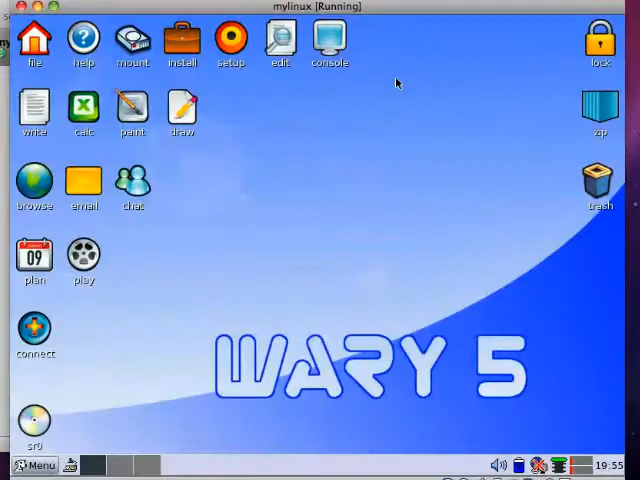 mylinux [Running]
file help mount install setup edit console lock
write calc paint draw zip
browse email chat trash
09
plan play
connect
WARY 5
sr0
Menu 19:55